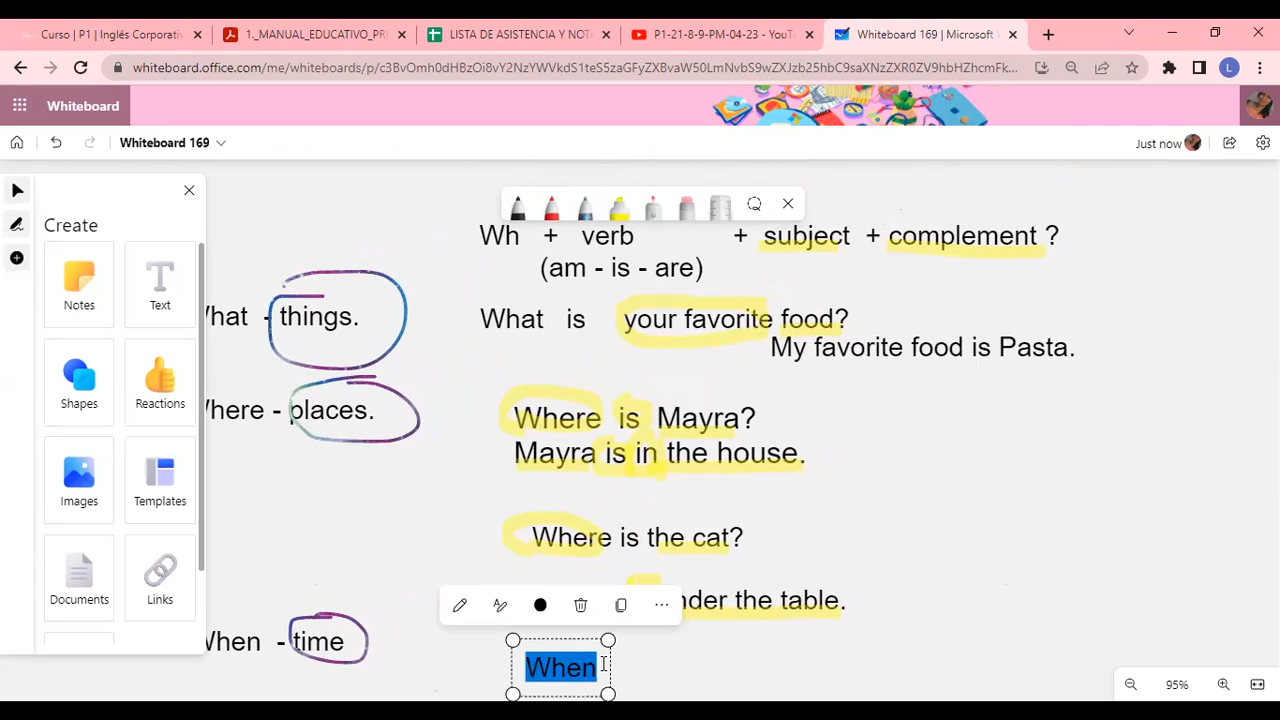 Curso | P1 | Inglés Corporativ
1._MANUAL_EDUCATIVO_PRI
LISTA DE ASISTENCIA Y NOTA
P1-21-8-9-PM-04-23 - YouTu
Whiteboard 169 | Microsoft
whiteboard.office.com/me/whiteboards/p/
Whiteboard
Whiteboard 169
Just now
Create
Notes
Text
Shapes
Reactions
Images
Templates
Documents
Links
Wh + verb + subject + complement ?
(am - is - are)
hat - things.
What is your favorite food?
My favorite food is Pasta.
here - places.
Where is Mayra?
Mayra is in the house.
Where is the cat?
nder the table.
hen - time
When
95%